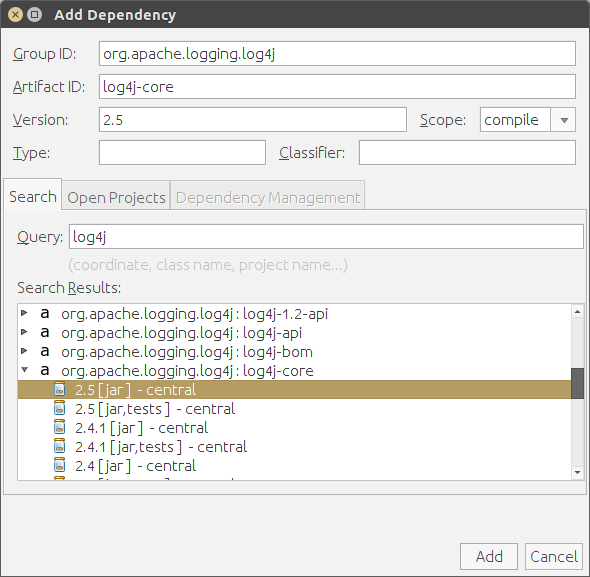 Add Dependency
Group ID: org.apache.logging.log4j
Artifact ID: log4j-core
Version: 2.5 Scope: compile
Type: Classifier:
Search Open Projects Dependency Management
Query: log4j
(coordinate, class name, project name...)
Search Results:
a org.apache.logging.log4j : log4j-1.2-api
a org.apache.logging.log4j : log4j-api
a org.apache.logging.log4j : log4j-bom
a org.apache.logging.log4j : log4j-core
2.5 [jar] - central
2.5 [jar,tests] - central
2.4.1 [jar] - central
2.4.1 [jar,tests] - central
2.4 [jar] - central
Add Cancel